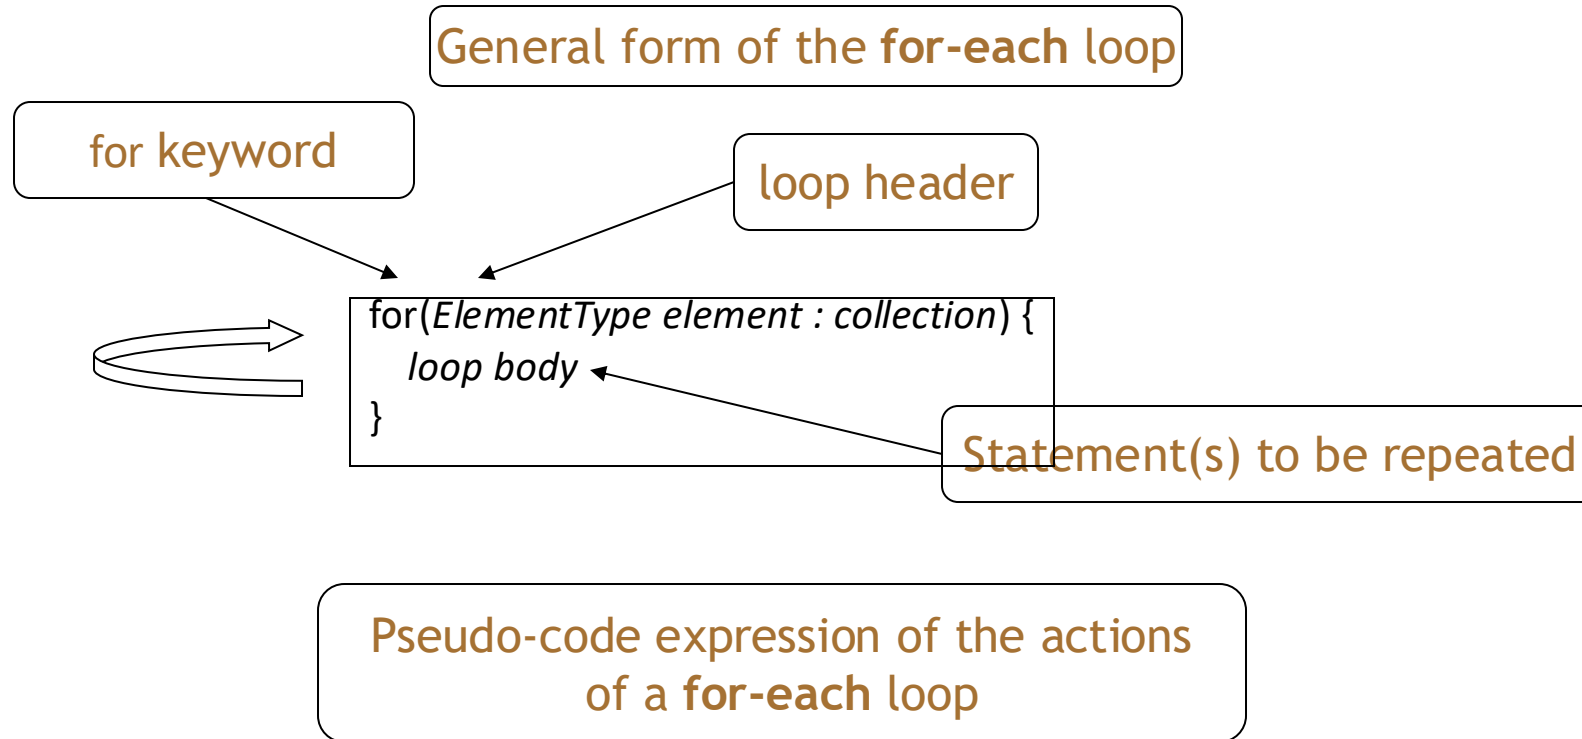 General form of the for-each loop
for keyword
loop header
for(ElementType element : collection) {
loop body
}
Statement(s) to be repeated
Pseudo-code expression of the actions
of a for-each loop